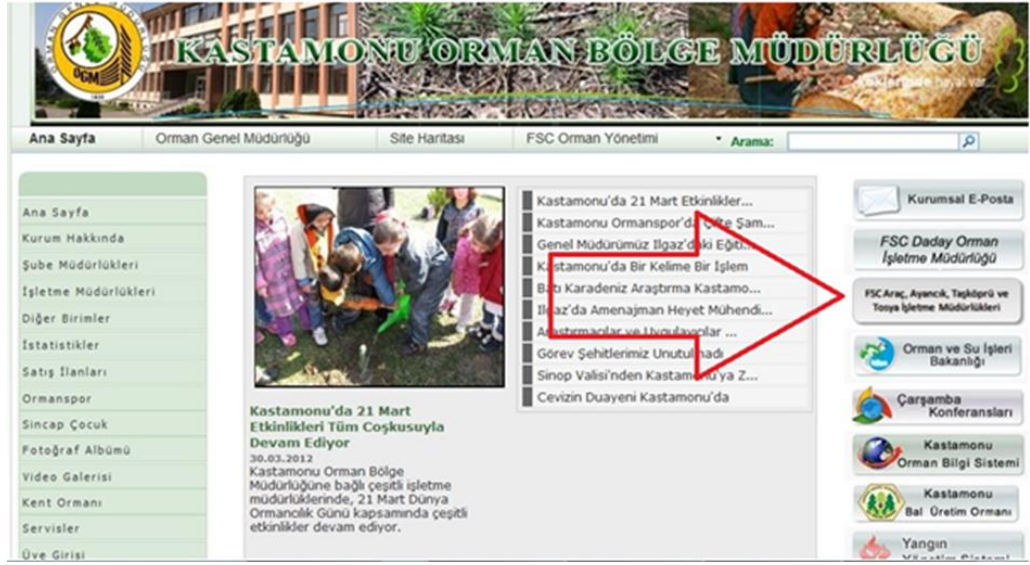 KASTAMONU ORMAN BÖLGE MÜDÜRLÜĞÜ
OGM
Ana Sayfa
Orman Genel Müdürlüğü
Site Haritası
FSC Orman Yönetimi
Arama:
Ana Sayfa
Kurum Hakkında
Şube Müdürlükleri
İşletme Müdürlükleri
Diğer Birimler
İstatistikler
Satış İlanları
Ormanspor
Sincap Çocuk
Fotoğraf Albümü
Video Galerisi
Kent Ormanı
Servisler
Üye Girişi
Kastamonu'da 21 Mart
Etkinlikleri Tüm Coşkusuyla
Devam Ediyor
30.03.2012
Kastamonu Orman Bölge
Müdürlüğüne bağlı çeşitli işletme
müdürlüklerinde, 21 Mart Dünya
Ormancılık Günü kapsamında çeşitli
etkinlikler devam ediyor.
Kastamonu'da 21 Mart Etkinlikler...
Kastamonu Ormanspor'da Çifte Şam...
Genel Müdürümüz Ilgaz'daki Eğiti...
Kastamonu'da Bir Kelime Bir İşlem
Batı Karadeniz Araştırma Kastamo...
Ilgaz'da Amenajman Heyet Mühendi...
Araştırmacılar ve Uygulayıcılar ...
Görev Şehitlerimiz Unutulmadı
Sinop Valisi'nden Kastamonu'ya Z...
Cevizin Duayeni Kastamonu'da
Kurumsal E-Posta
FSC Daday Orman
İşletme Müdürlüğü
FSC Araç, Ayancık, Taşköprü ve
Tosya İşletme Müdürlükleri
Orman ve Su İşleri
Bakanlığı
Çarşamba
Konferansları
Kastamonu
Orman Bilgi Sistemi
Kastamonu
Bal Üretim Ormanı
Yangın
Yönetim Sistemi